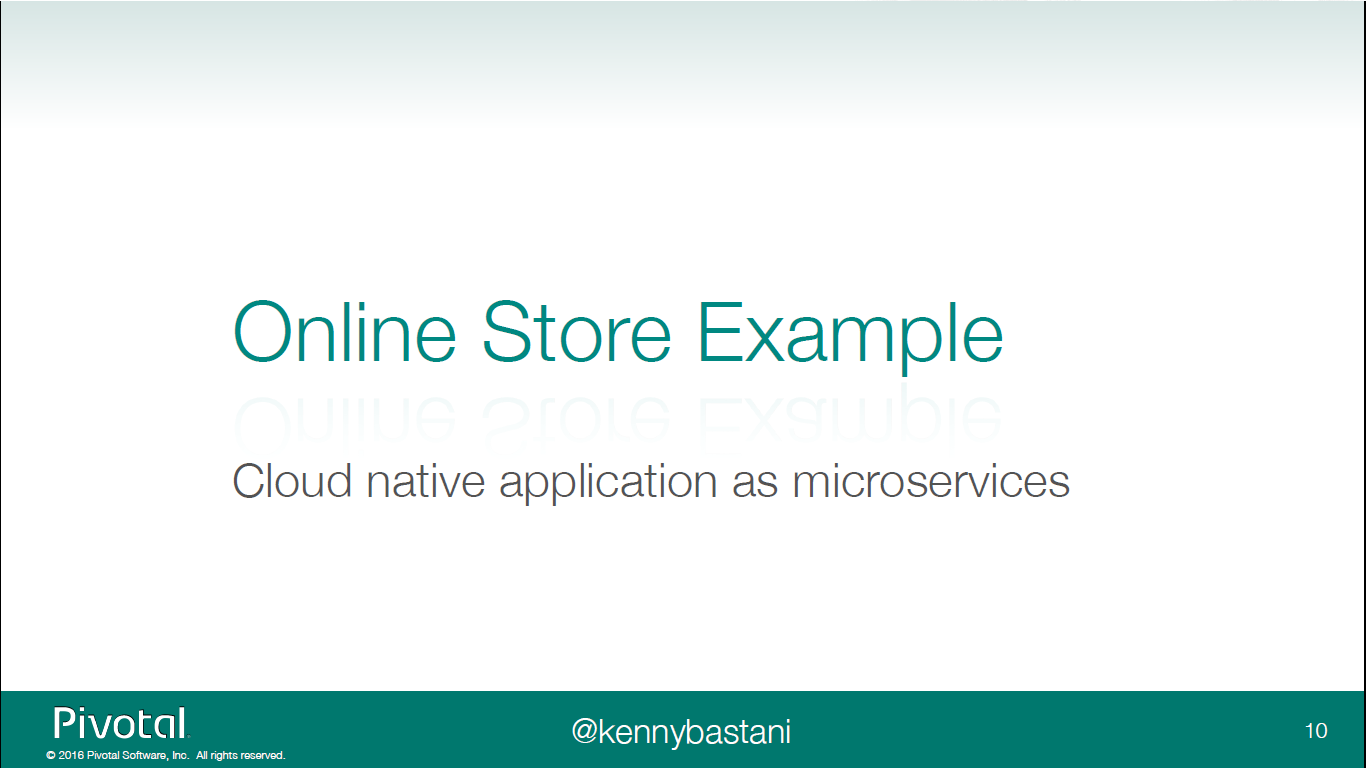 Online Store Example
Cloud native application as microservices
Pivotal
© 2016 Pivotal Software, Inc. All rights reserved.
@kennybastani
10